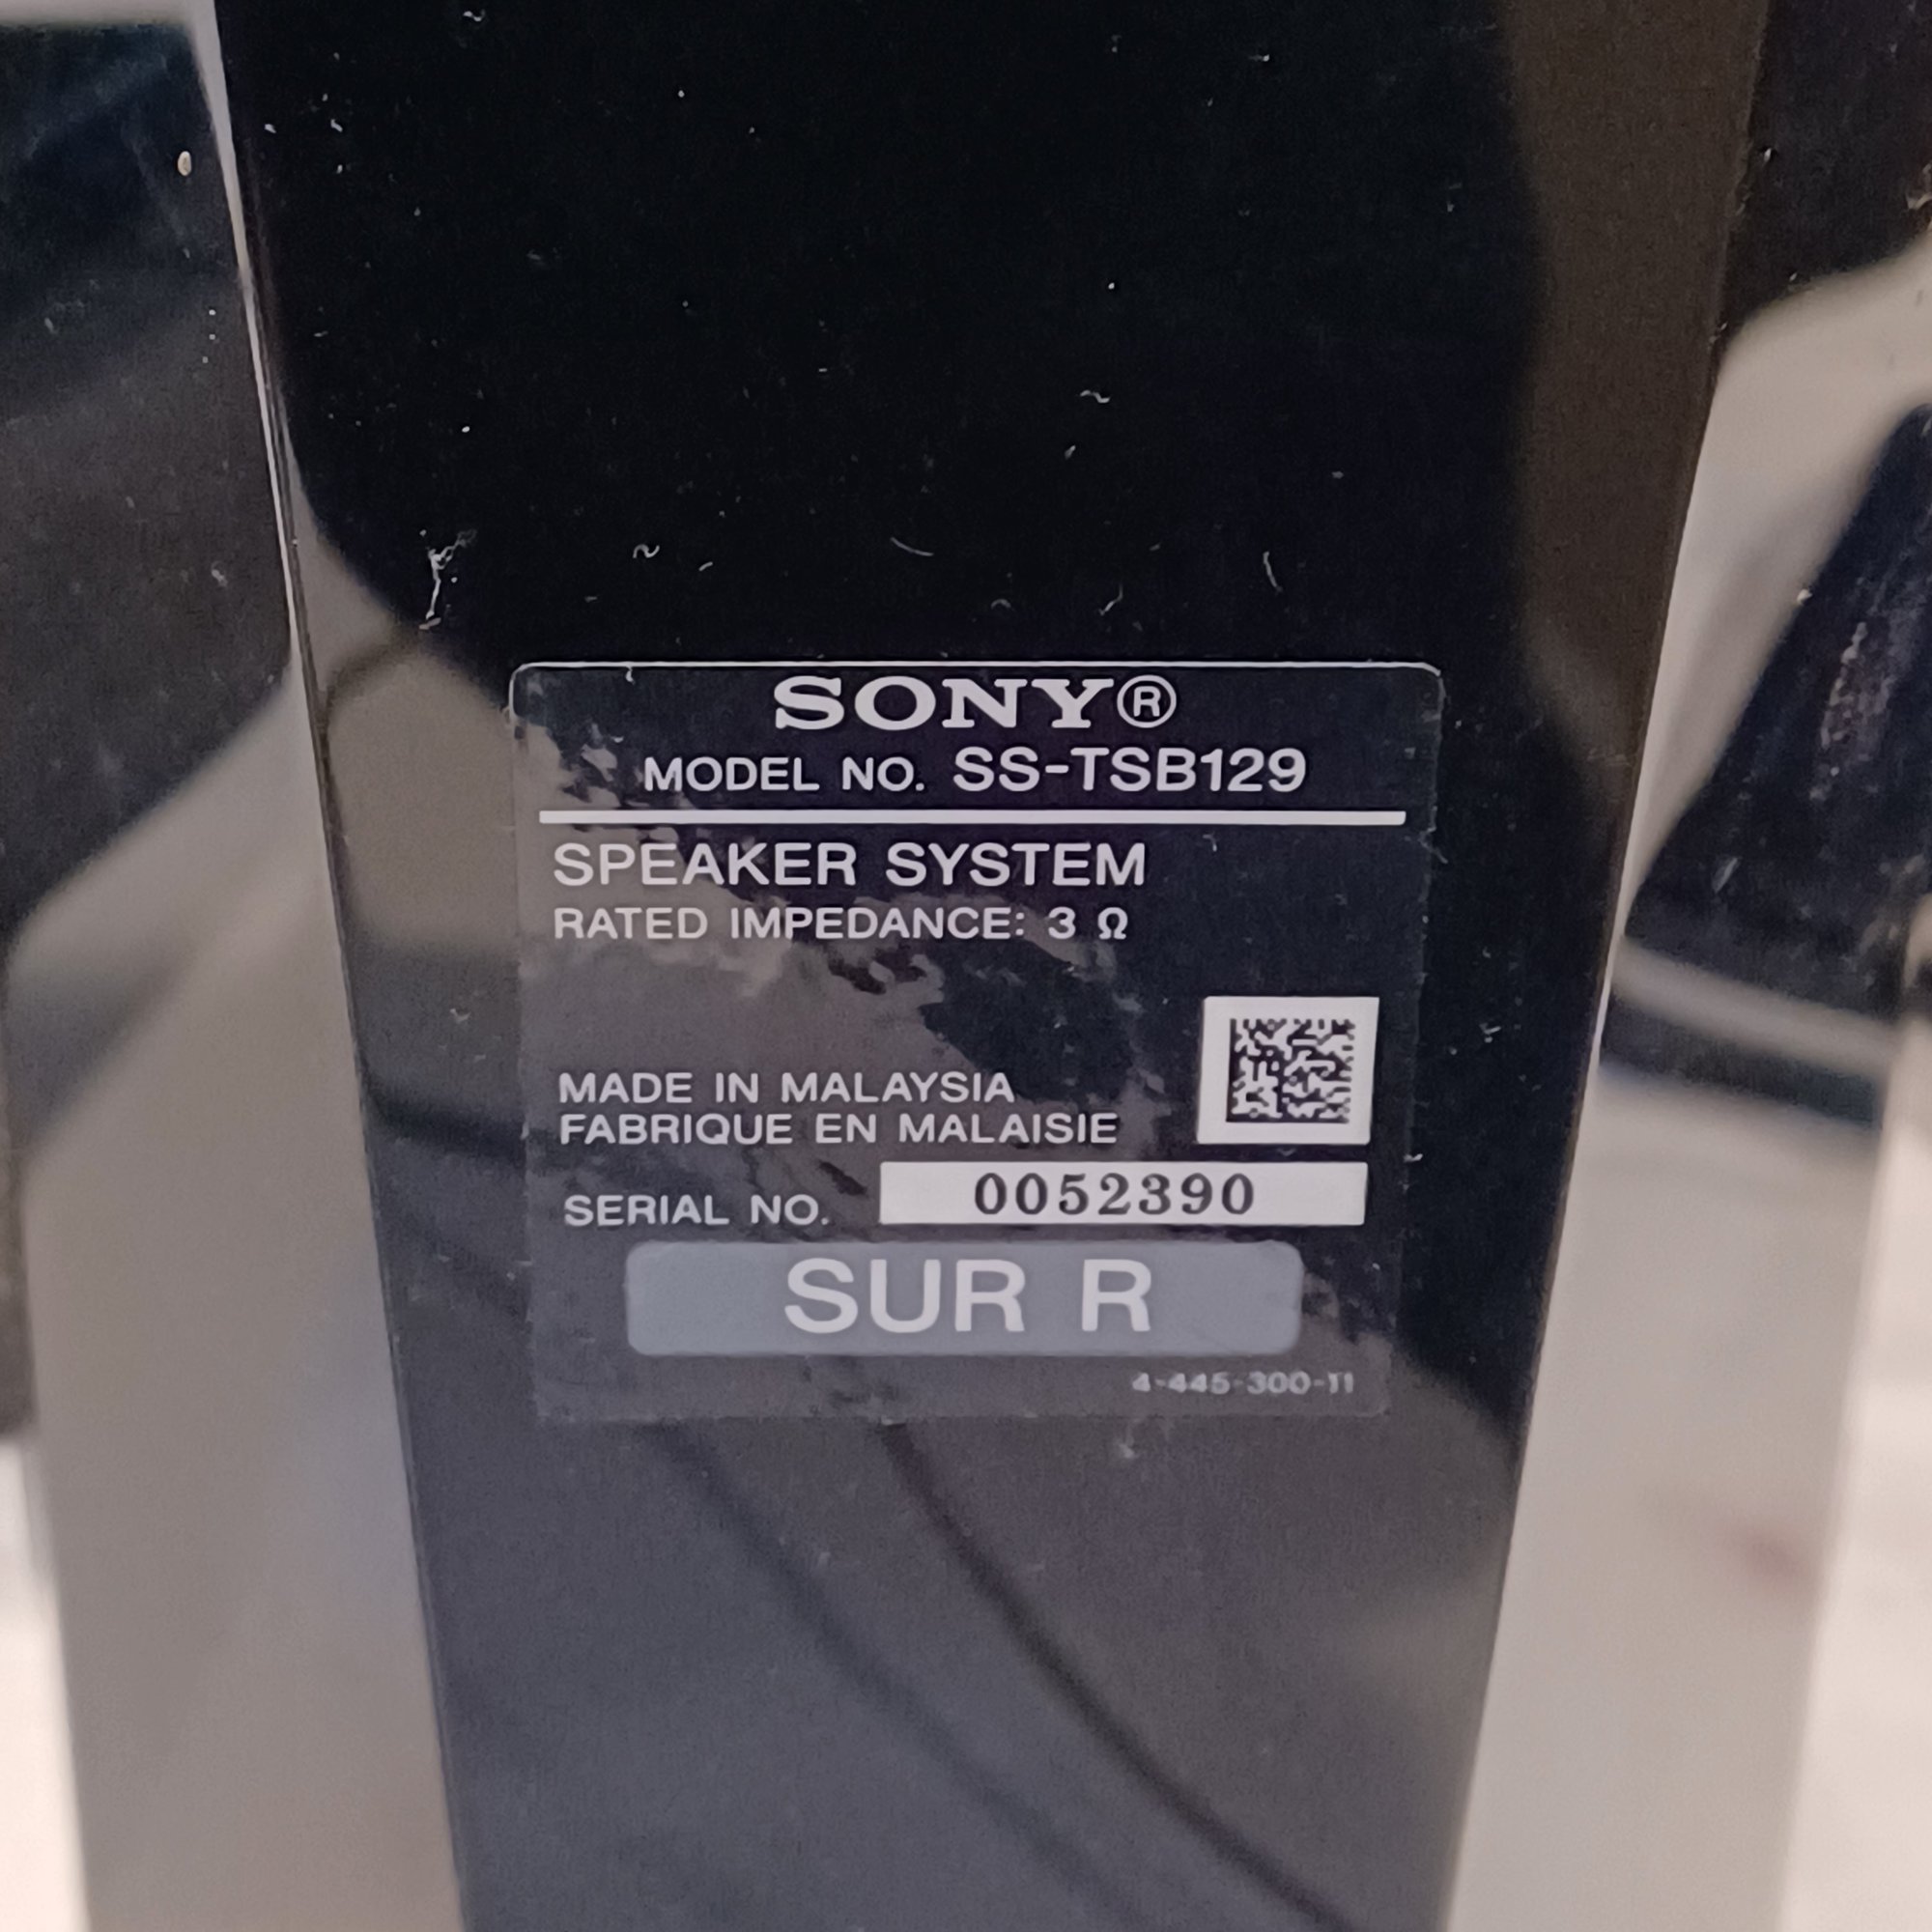 SONY®
MODEL NO. SS-TSB129
SPEAKER SYSTEM
RATED IMPEDANCE: 3 Ω
MADE IN MALAYSIA
FABRIQUE EN MALAISIE
SERIAL NO. 0052390
SUR R
4-445-300-11